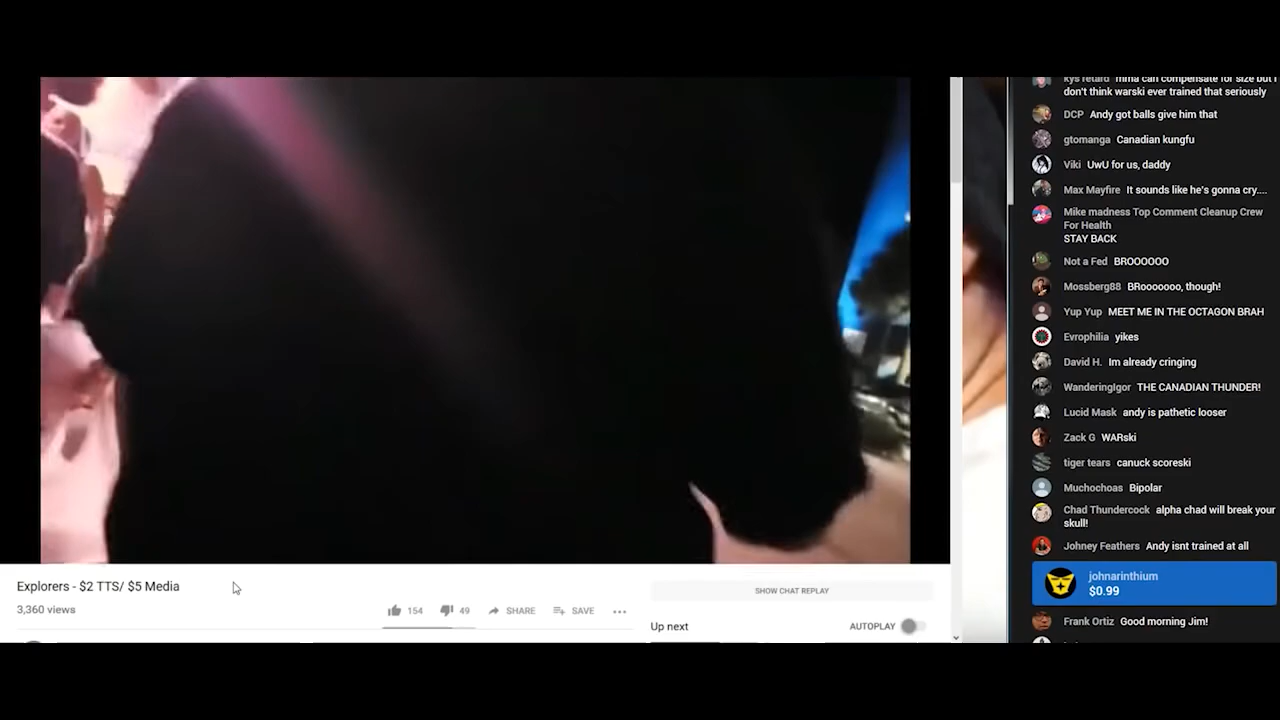 kys retard mma can compensate for size but I
don't think warski ever trained that seriously
DCP Andy got balls give him that
gtomanga Canadian kungfu
Viki UwU for us, daddy
Max Mayfire It sounds like he's gonna cry....
Mike madness Top Comment Cleanup Crew
For Health
STAY BACK
Not a Fed BROOOOOO
Mossberg88 BRooooooo, though!
Yup Yup MEET ME IN THE OCTAGON BRAH
Evrophilia yikes
David H. Im already cringing
WanderingIgor THE CANADIAN THUNDER!
Lucid Mask andy is pathetic looser
Zack G WARski
tiger tears canuck scoreski
Muchochoas Bipolar
Chad Thundercock alpha chad will break your
skull!
Johney Feathers Andy isnt trained at all
johnarinthium
$0.99
Frank Ortiz Good morning Jim!
Explorers - $2 TTS/ $5 Media
3,360 views
154 49 SHARE SAVE
SHOW CHAT REPLAY
Up next AUTOPLAY